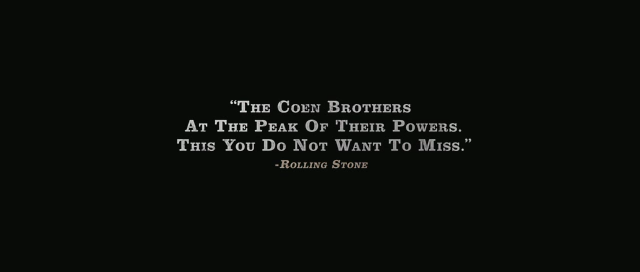 “The Coen Brothers
At The Peak Of Their Powers.
This You Do Not Want To Miss.”
-Rolling Stone